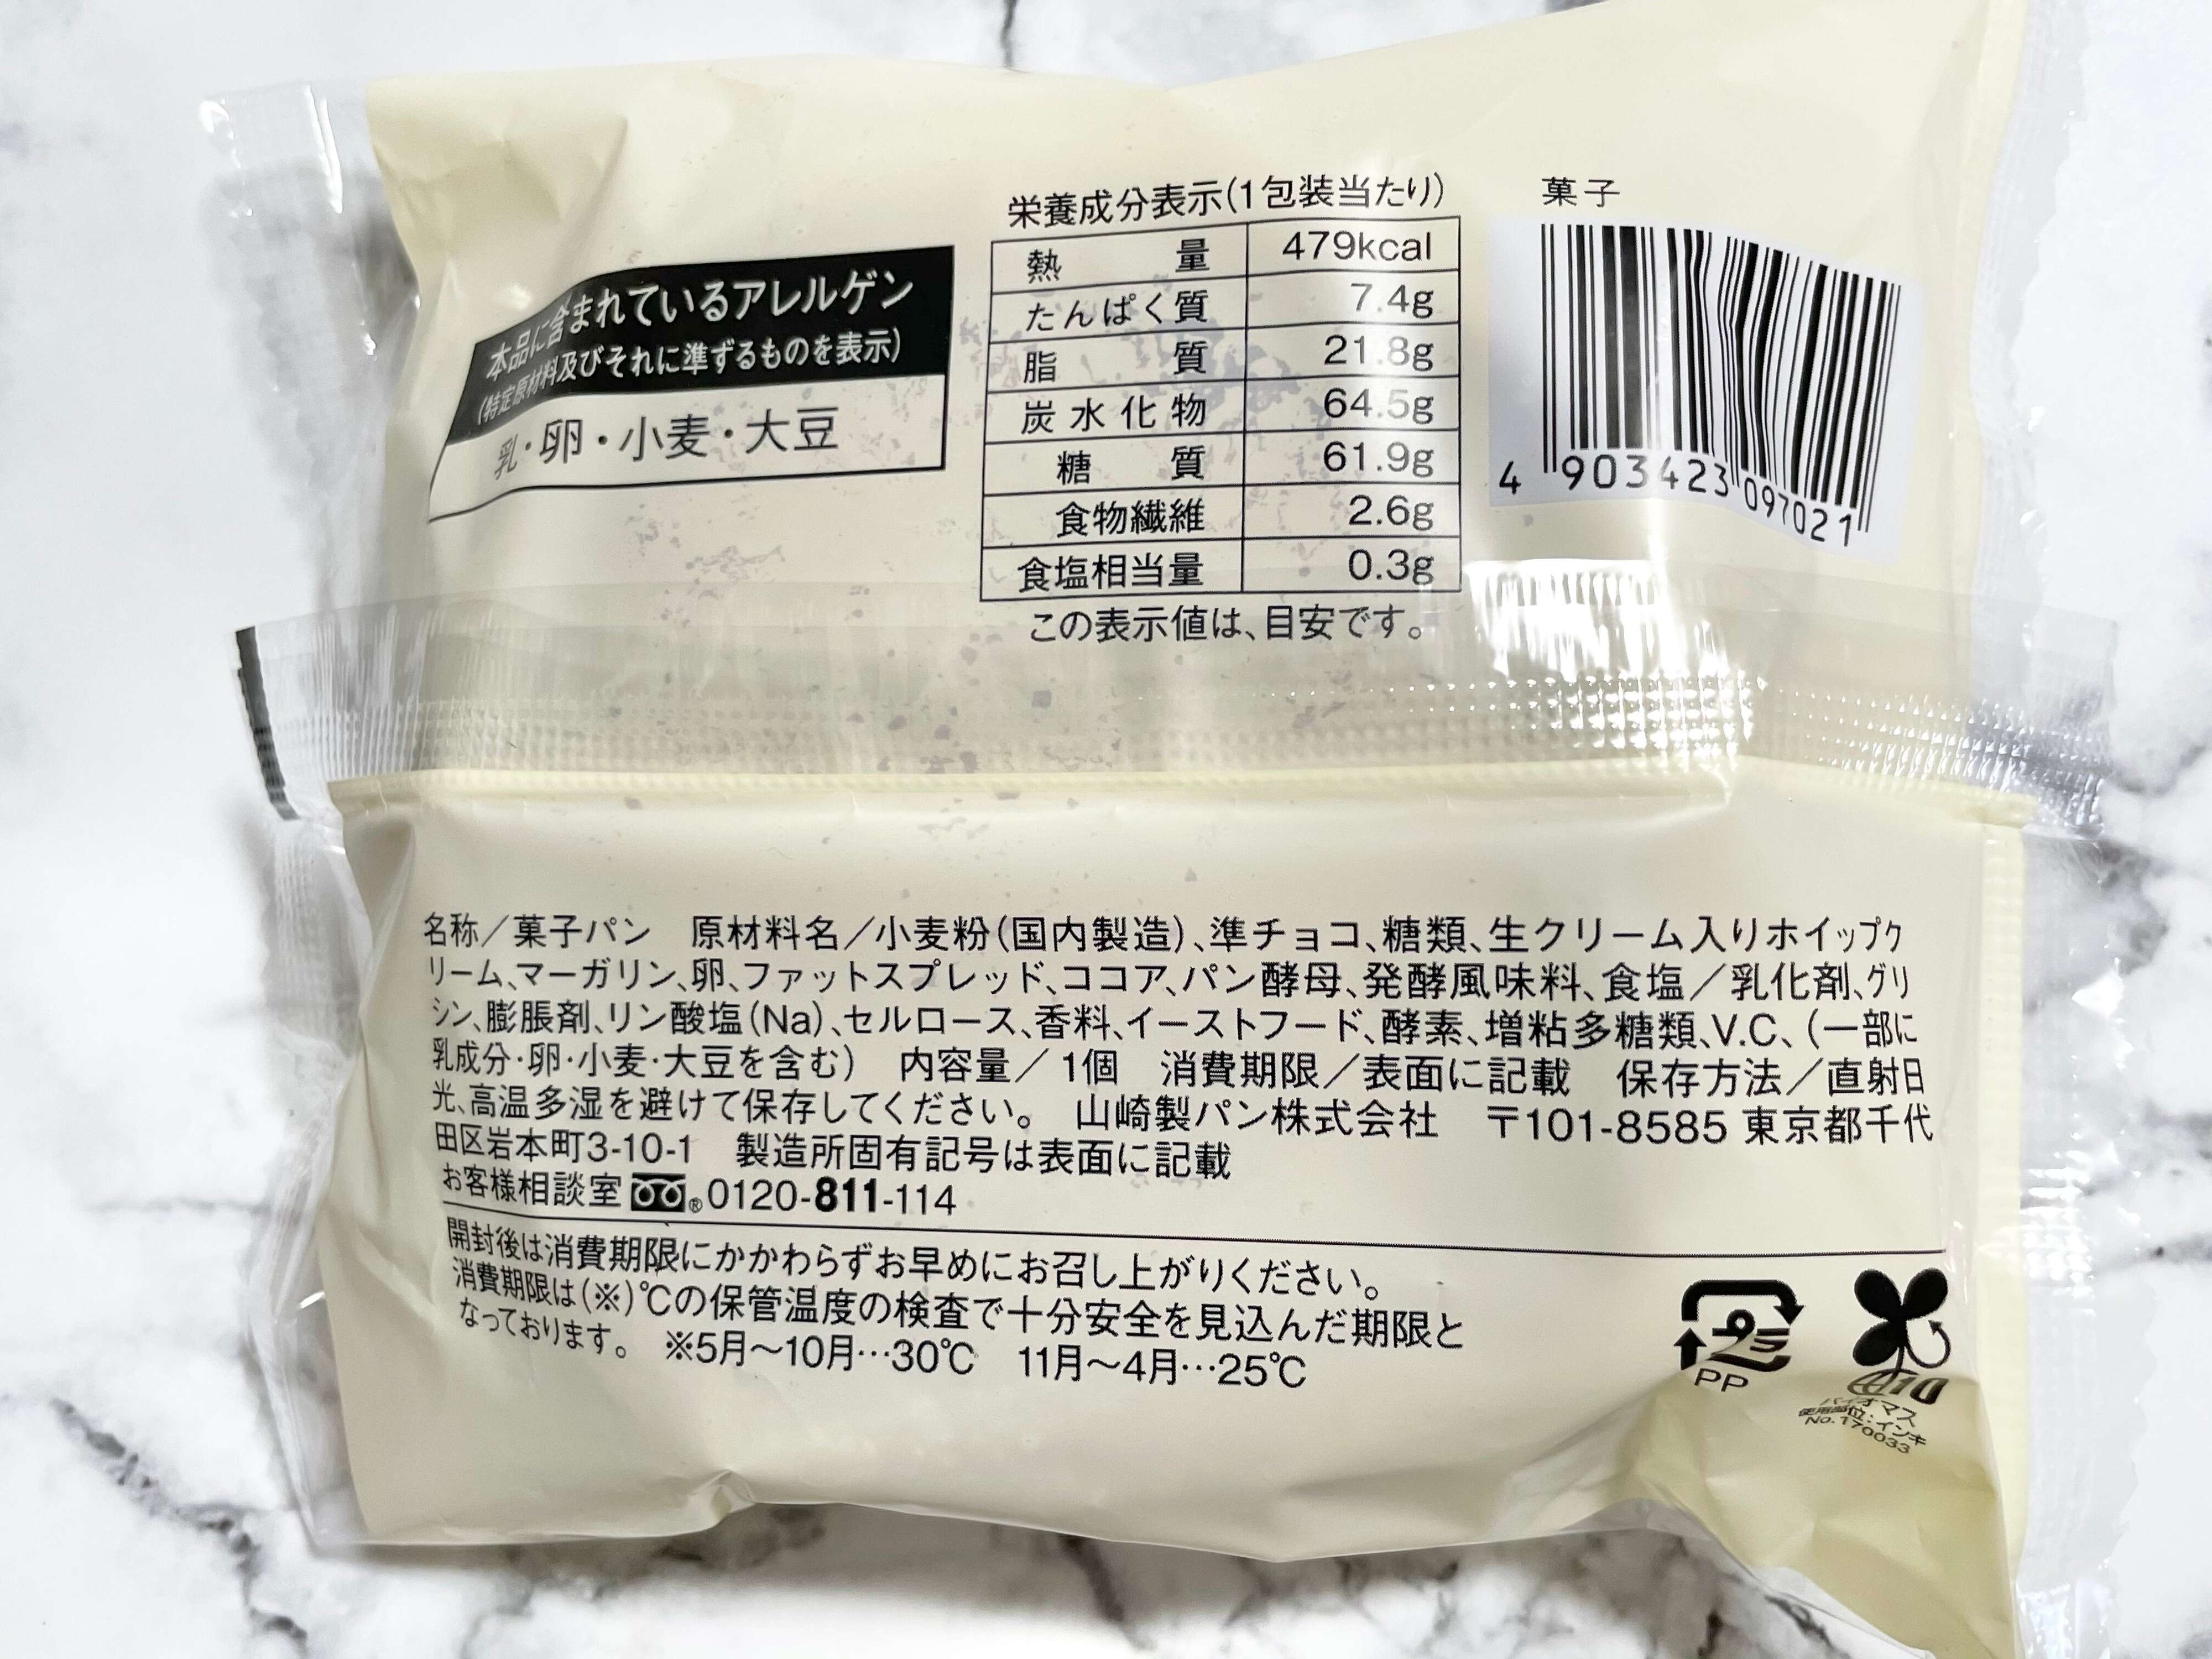 本品に含まれているアレルゲン
(特定原材料及びそれに準ずるものを表示)
乳・卵・小麦・大豆
栄養成分表示(1包装当たり)
熱量 479kcal
たんぱく質 7.4g
脂質 21.8g
炭水化物 64.5g
糖質 61.9g
食物繊維 2.6g
食塩相当量 0.3g
この表示値は、目安です。
菓子
4 903423 097021
名称／菓子パン　原材料名／小麦粉(国内製造)、準チョコ、糖類、生クリーム入りホイップク
リーム、マーガリン、卵、ファットスプレッド、ココア、パン酵母、発酵風味料、食塩／乳化剤、グリ
シン、膨脹剤、リン酸塩(Na)、セルロース、香料、イーストフード、酵素、増粘多糖類、V.C、(一部に
乳成分・卵・小麦・大豆を含む)　内容量／1個　消費期限／表面に記載　保存方法／直射日
光、高温多湿を避けて保存してください。　山崎製パン株式会社　〒101-8585 東京都千代
田区岩本町3-10-1　製造所固有記号は表面に記載
お客様相談室 ® 0120-811-114
開封後は消費期限にかかわらずお早めにお召し上がりください。
消費期限は(※)℃の保管温度の検査で十分安全を見込んだ期限と
なっております。　※5月〜10月…30℃　11月〜4月…25℃
プラ
PP
10
バイオマス
使用部位：インキ
No.170033